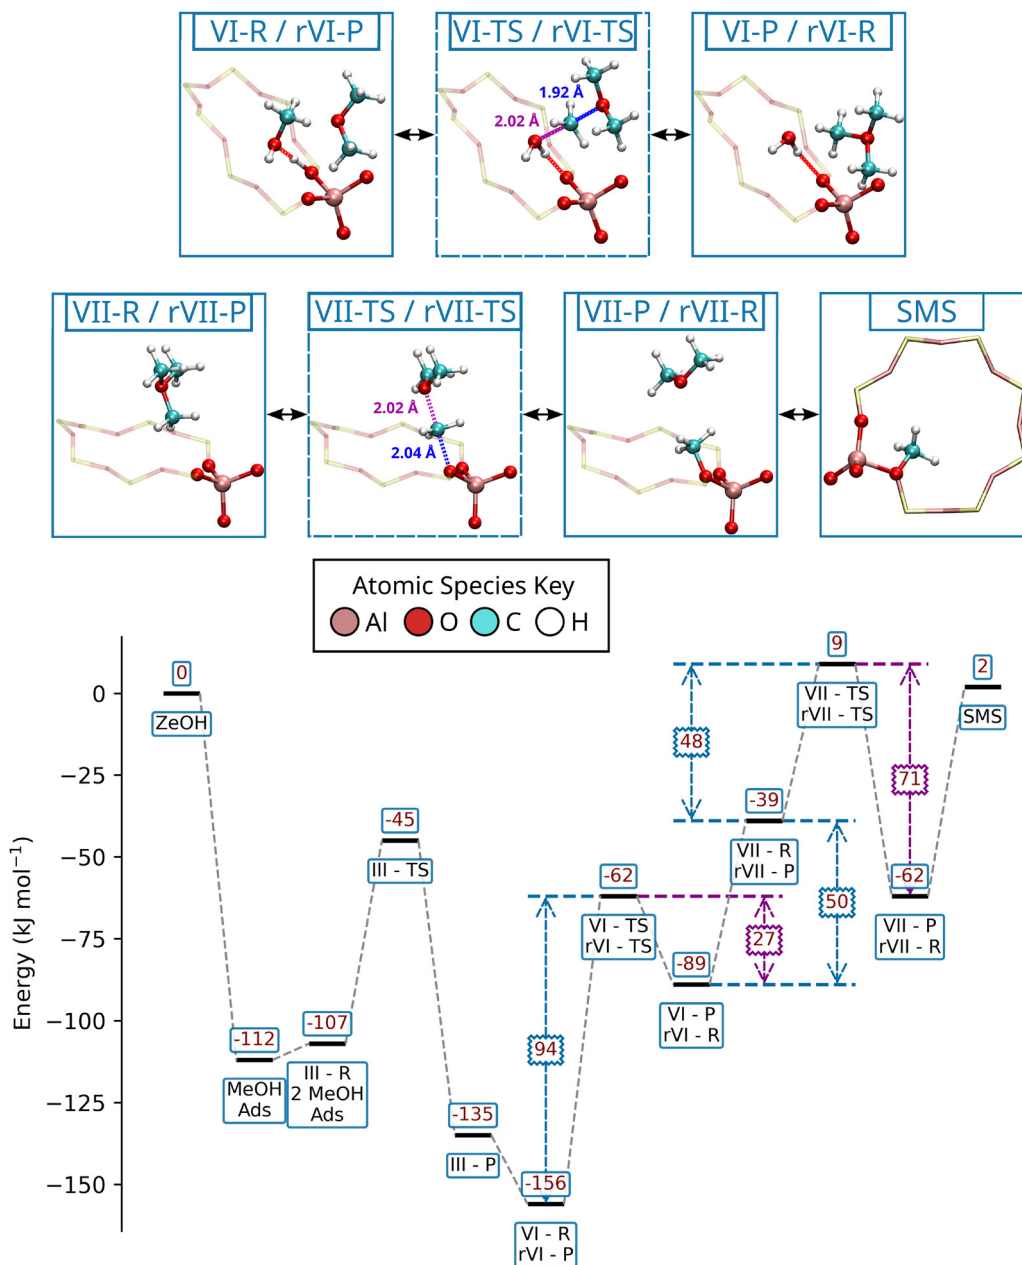 VI-R / rVI-P
VI-TS / rVI-TS
VI-P / rVI-R
1.92 Å
2.02 Å
VII-R / rVII-P
VII-TS / rVII-TS
VII-P / rVII-R
SMS
2.02 Å
2.04 Å
Atomic Species Key
Al O C H
Energy (kJ mol⁻¹)
0
−25
−50
−75
−100
−125
−150
0
ZeOH
-112
MeOH
Ads
-107
III - R
2 MeOH
Ads
-45
III - TS
-135
III - P
-156
VI - R
rVI - P
94
-62
VI - TS
rVI - TS
27
-89
VI - P
rVI - R
50
-39
VII - R
rVII - P
48
9
VII - TS
rVII - TS
71
-62
VII - P
rVII - R
2
SMS